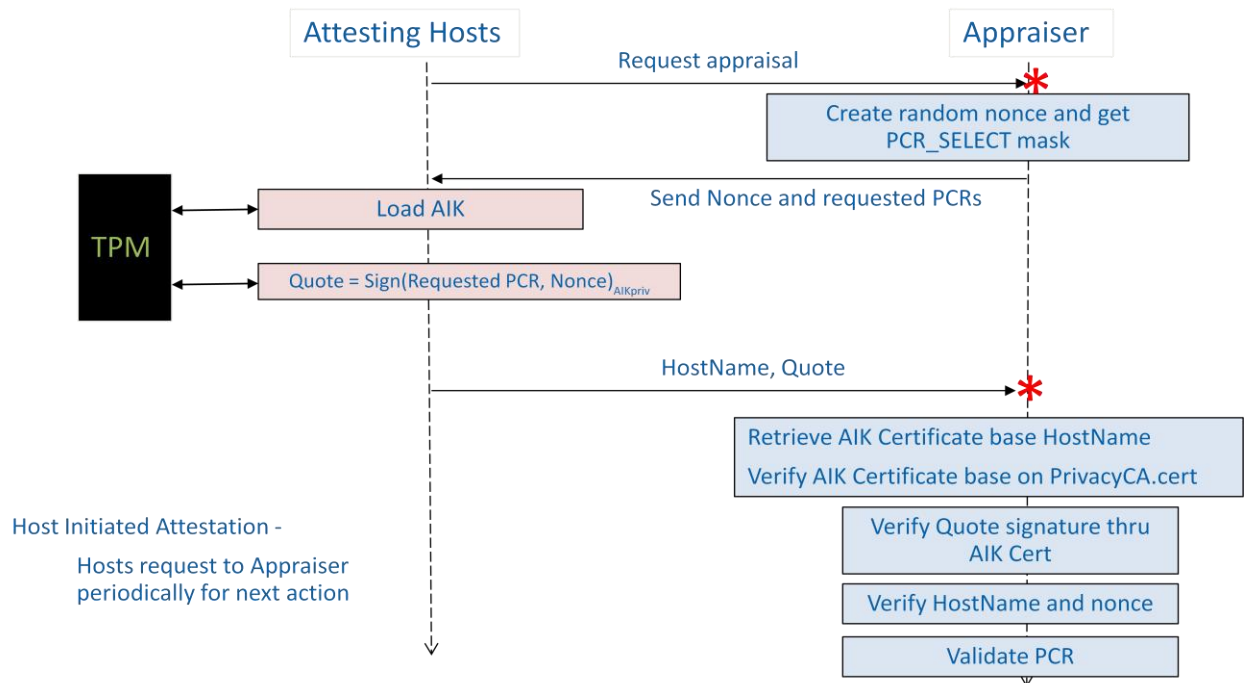 Attesting Hosts
Appraiser
Request appraisal
Create random nonce and get
PCR_SELECT mask
Send Nonce and requested PCRs
Load AIK
TPM
Quote = Sign(Requested PCR, Nonce)AIKpriv
HostName, Quote
Retrieve AIK Certificate base HostName
Verify AIK Certificate base on PrivacyCA.cert
Host Initiated Attestation -
Hosts request to Appraiser
periodically for next action
Verify Quote signature thru
AIK Cert
Verify HostName and nonce
Validate PCR